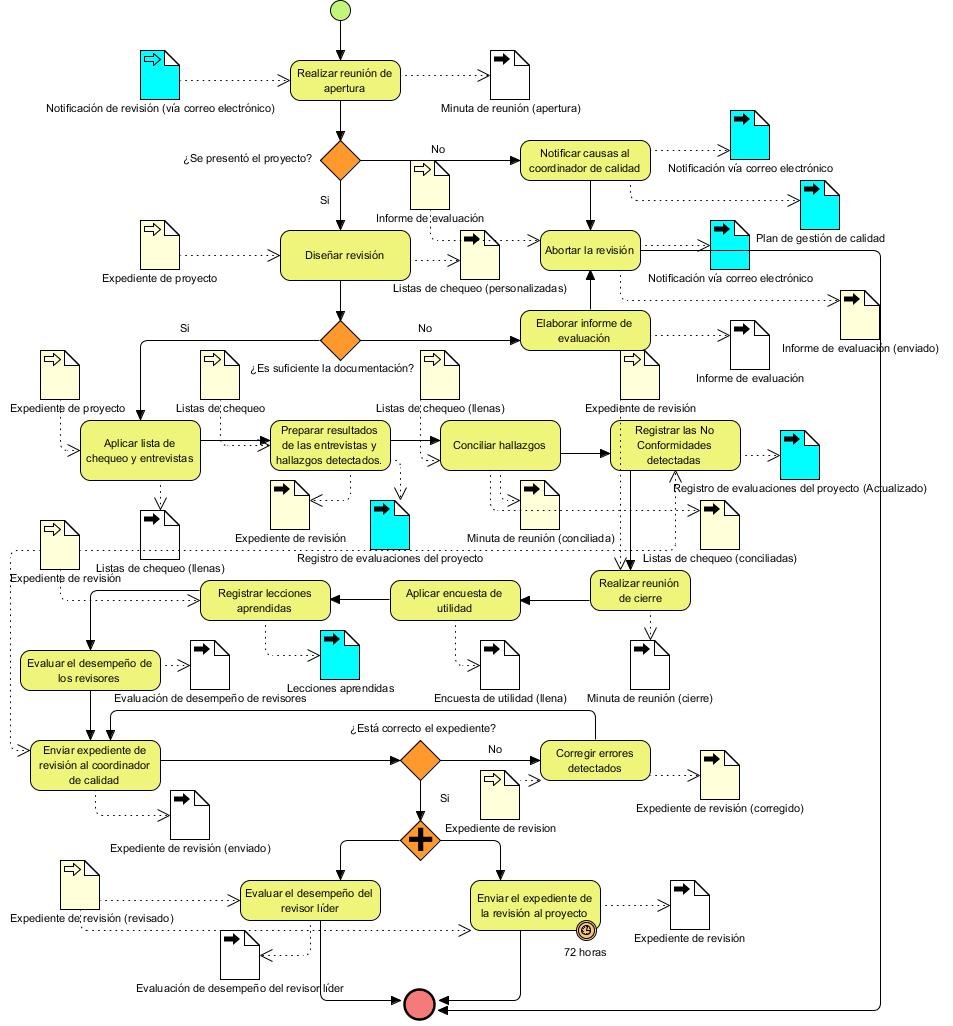 Realizar reunión de
apertura
Notificación de revisión (vía correo electrónico)
Minuta de reunión (apertura)
¿Se presentó el proyecto?
No
Notificar causas al
coordinador de calidad
Notificación vía correo electrónico
Si
Informe de evaluación
Plan de gestión de calidad
Expediente de proyecto
Diseñar revisión
Listas de chequeo (personalizadas)
Abortar la revisión
Notificación vía correo electrónico
Informe de evaluación (enviado)
Si
No
Elaborar informe de
evaluación
¿Es suficiente la documentación?
Informe de evaluación
Expediente de proyecto
Listas de chequeo
Listas de chequeo (llenas)
Expediente de revisión
Aplicar lista de
chequeo y entrevistas
Preparar resultados
de las entrevistas y
hallazgos detectados.
Conciliar hallazgos
Registrar las No
Conformidades
detectadas
Registro de evaluaciones del proyecto (Actualizado)
Expediente de revisión
Minuta de reunión (conciliada)
Registro de evaluaciones del proyecto
Listas de chequeo (conciliadas)
Listas de chequeo (llenas)
Expediente de revisión
Registrar lecciones
aprendidas
Aplicar encuesta de
utilidad
Realizar reunión
de cierre
Evaluar el desempeño de
los revisores
Evaluación de desempeño de revisores
Lecciones aprendidas
Encuesta de utilidad (llena)
Minuta de reunión (cierre)
¿Está correcto el expediente?
Enviar expediente de
revisión al coordinador
de calidad
No
Corregir errores
detectados
Si
Expediente de revision
Expediente de revisión (corregido)
Expediente de revisión (enviado)
Evaluar el desempeño del
revisor líder
Enviar el expediente de
la revisión al proyecto
Expediente de revisión (revisado)
Expediente de revisión
72 horas
Evaluación de desempeño del revisor líder